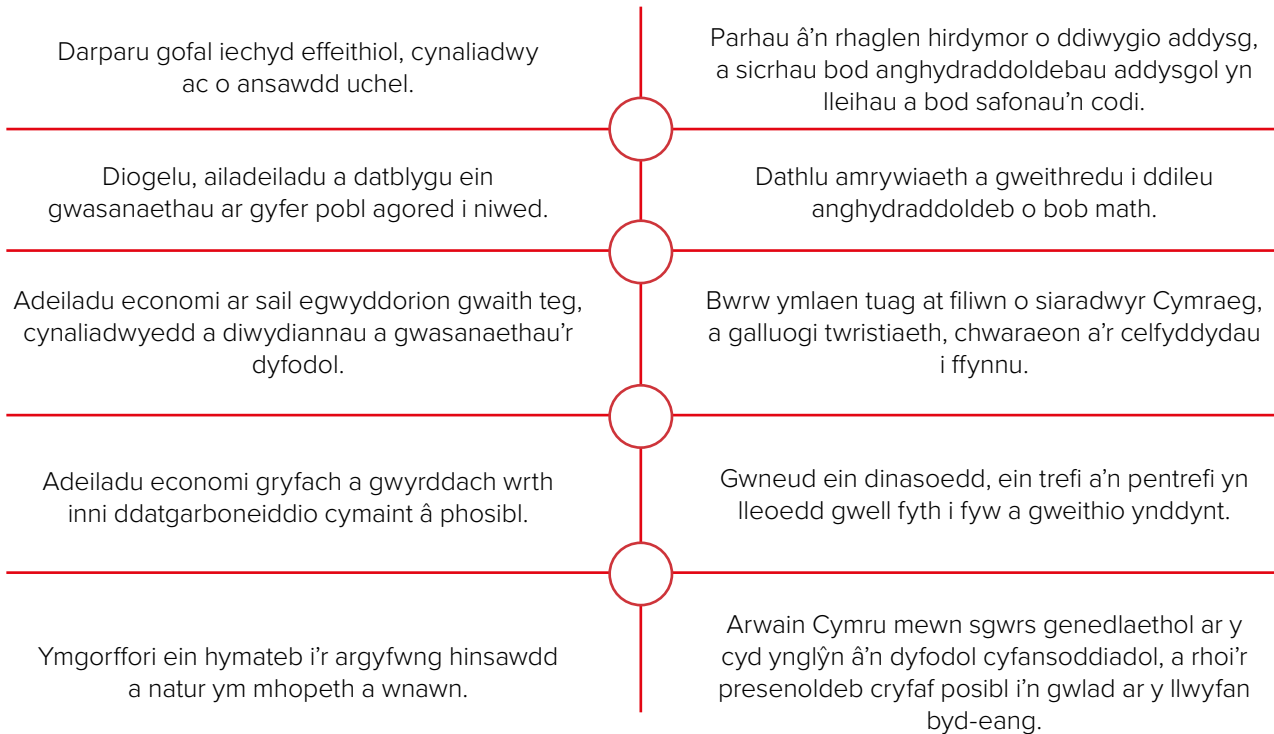 Darparu gofal iechyd effeithiol, cynaliadwy
ac o ansawdd uchel.
Parhau â'n rhaglen hirdymor o ddiwygio addysg,
a sicrhau bod anghydraddoldebau addysgol yn
lleihau a bod safonau'n codi.
Diogelu, ailadeiladu a datblygu ein
gwasanaethau ar gyfer pobl agored i niwed.
Dathlu amrywiaeth a gweithredu i ddileu
anghydraddoldeb o bob math.
Adeiladu economi ar sail egwyddorion gwaith teg,
cynaliadwyedd a diwydiannau a gwasanaethau'r
dyfodol.
Bwrw ymlaen tuag at filiwn o siaradwyr Cymraeg,
a galluogi twristiaeth, chwaraeon a'r celfyddydau
i ffynnu.
Adeiladu economi gryfach a gwyrddach wrth
inni ddatgarboneiddio cymaint â phosibl.
Gwneud ein dinasoedd, ein trefi a'n pentrefi yn
lleoedd gwell fyth i fyw a gweithio ynddynt.
Ymgorffori ein hymateb i'r argyfwng hinsawdd
a natur ym mhopeth a wnawn.
Arwain Cymru mewn sgwrs genedlaethol ar y
cyd ynglŷn â'n dyfodol cyfansoddiadol, a rhoi'r
presenoldeb cryfaf posibl i'n gwlad ar y llwyfan
byd-eang.